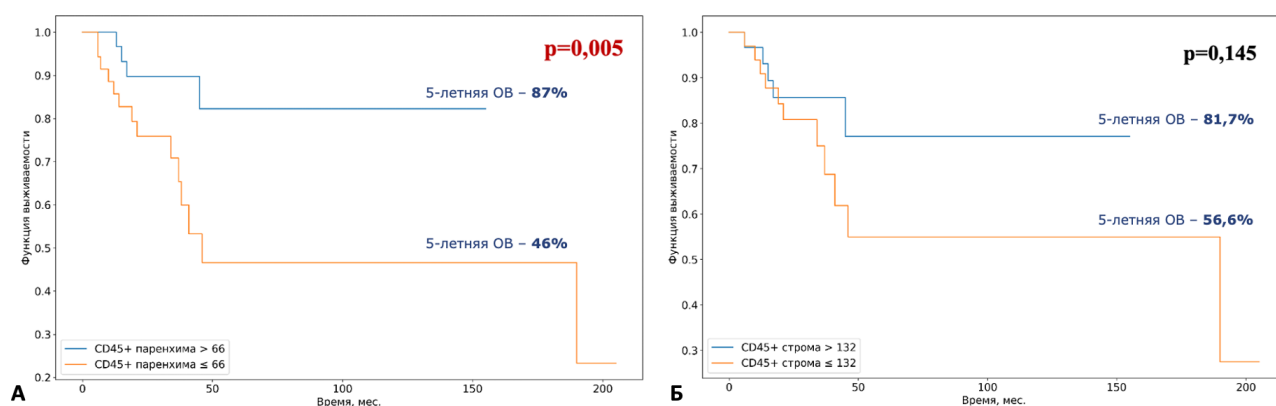 1.0
0.9
0.8
0.7
0.6
0.5
0.4
0.3
0.2
Функция выживаемости
p=0,005
5-летняя ОВ – 87%
5-летняя ОВ – 46%
CD45+ паренхима > 66
CD45+ паренхима ≤ 66
0
50
100
150
200
Время, мес.
А
1.0
0.9
0.8
0.7
0.6
0.5
0.4
0.3
Функция выживаемости
p=0,145
5-летняя ОВ – 81,7%
5-летняя ОВ – 56,6%
CD45+ строма > 132
CD45+ строма ≤ 132
0
50
100
150
200
Время, мес.
Б